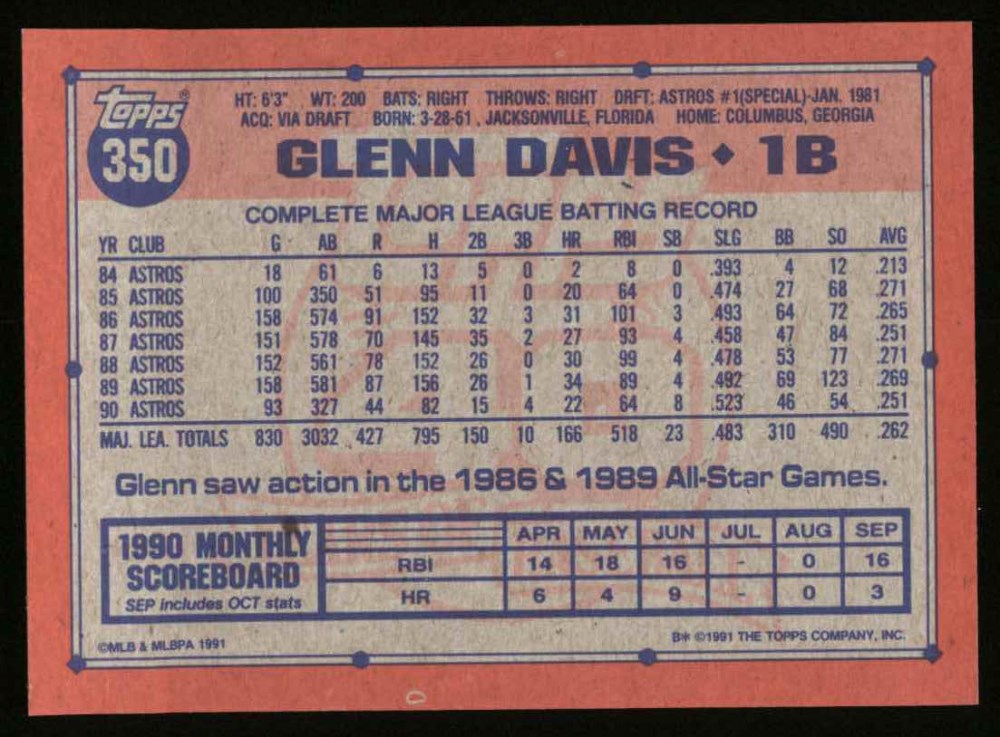 topps®
350
HT: 6'3" WT: 200 BATS: RIGHT THROWS: RIGHT DRFT: ASTROS #1(SPECIAL)-JAN. 1981
ACQ: VIA DRAFT BORN: 3-28-61, JACKSONVILLE, FLORIDA HOME: COLUMBUS, GEORGIA
GLENN DAVIS ◆ 1B
COMPLETE MAJOR LEAGUE BATTING RECORD
YR CLUB G AB R H 2B 3B HR RBI SB SLG BB SO AVG
84 ASTROS 18 61 6 13 5 0 2 8 0 .393 4 12 .213
85 ASTROS 100 350 51 95 11 0 20 64 0 .474 27 68 .271
86 ASTROS 158 574 91 152 32 3 31 101 3 .493 64 72 .265
87 ASTROS 151 578 70 145 35 2 27 93 4 .458 47 84 .251
88 ASTROS 152 561 78 152 26 0 30 99 4 .478 53 77 .271
89 ASTROS 158 581 87 156 26 1 34 89 4 .492 69 123 .269
90 ASTROS 93 327 44 82 15 4 22 64 8 .523 46 54 .251
MAJ. LEA. TOTALS 830 3032 427 795 150 10 166 518 23 .483 310 490 .262
Glenn saw action in the 1986 & 1989 All-Star Games.
1990 MONTHLY
SCOREBOARD
SEP includes OCT stats
APR MAY JUN JUL AUG SEP
RBI 14 18 16 - 0 16
HR 6 4 9 - 0 3
©MLB & MLBPA 1991
B* ©1991 THE TOPPS COMPANY, INC.